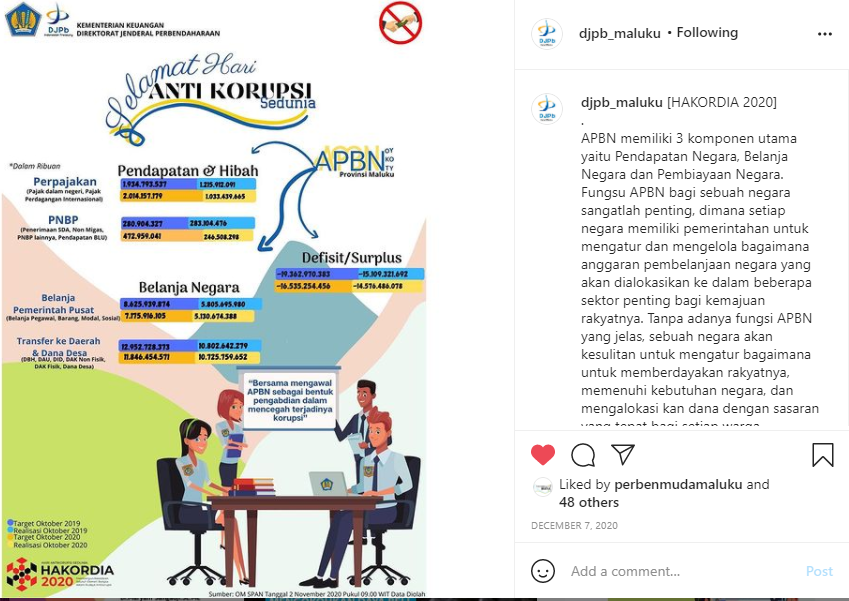 KEMENTERIAN KEUANGAN
DIREKTORAT JENDERAL PERBENDAHARAAN
DJPb
Selamat Hari
ANTI KORUPSI
Sedunia
APBN OY
KO
TY
Provinsi Maluku
*Dalam Ribuan
Pendapatan & Hibah
Perpajakan
(Pajak dalam negeri, Pajak
Perdagangan Internasional)
1.934.793.537 1.215.912.091
2.014.157.179 1.033.439.665
PNBP
(Penerimaan SDA, Non Migas,
PNBP lainnya, Pendapatan BLU)
280.904.327 283.104.476
472.959.041 246.508.298
Defisit/Surplus
-19.362.970.383 -15.109.321.692
-16.535.254.456 -14.576.486.078
Belanja Negara
Belanja
Pemerintah Pusat
(Belanja Pegawai, Barang, Modal, Sosial)
8.625.939.874 5.805.695.980
7.175.916.105 5.130.674.388
Transfer ke Daerah
& Dana Desa
(DBH, DAU, DID, DAK Non Fisik,
DAK Fisik, Dana Desa)
12.952.728.373 10.802.642.279
11.846.454.571 10.725.759.652
"Bersama mengawal
APBN sebagai bentuk
pengabdian dalam
mencegah terjadinya
korupsi"
Target Oktober 2019
Realisasi Oktober 2019
Target Oktober 2020
Realisasi Oktober 2020
HAKORDIA
2020
Sumber: OM SPAN Tanggal 2 November 2020 Pukul 09.00 WIT Data Diolah
djpb_maluku • Following
djpb_maluku [HAKORDIA 2020]
.
APBN memiliki 3 komponen utama
yaitu Pendapatan Negara, Belanja
Negara dan Pembiayaan Negara.
Fungsu APBN bagi sebuah negara
sangatlah penting, dimana setiap
negara memiliki pemerintahan untuk
mengatur dan mengelola bagaimana
anggaran pembelanjaan negara yang
akan dialokasikan ke dalam beberapa
sektor penting bagi kemajuan
rakyatnya. Tanpa adanya fungsi APBN
yang jelas, sebuah negara akan
kesulitan untuk mengatur bagaimana
untuk memberdayakan rakyatnya,
memenuhi kebutuhan negara, dan
mengalokasi kan dana dengan sasaran
yang tepat bagi setiap warga
Liked by perbenmudamaluku and
48 others
DECEMBER 7, 2020
Add a comment...
Post